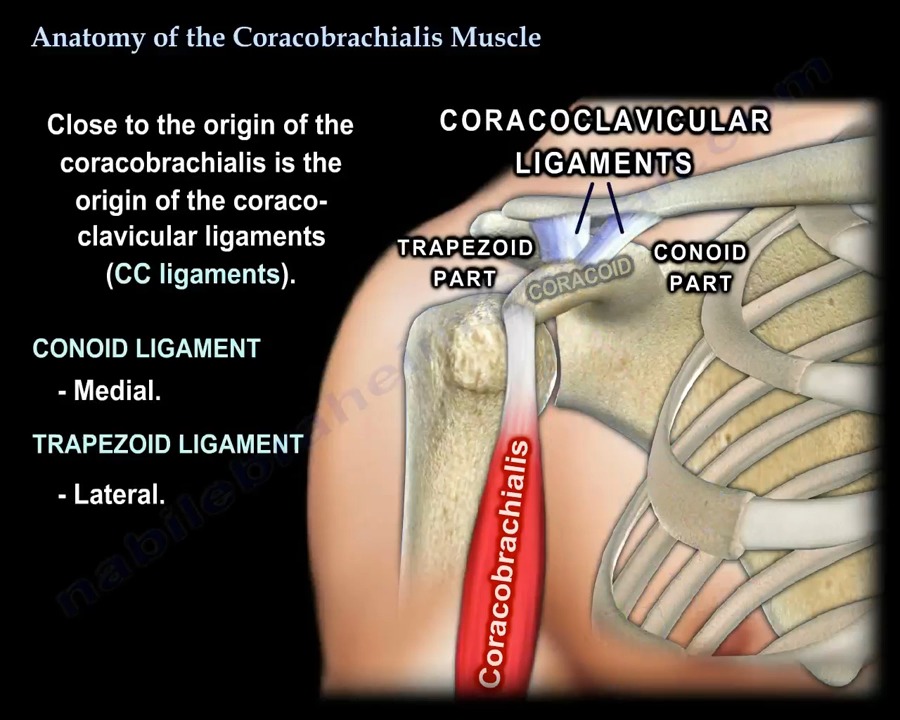 Anatomy of the Coracobrachialis Muscle
Close to the origin of the
coracobrachialis is the
origin of the coraco-
clavicular ligaments
(CC ligaments).
CONOID LIGAMENT
- Medial.
TRAPEZOID LIGAMENT
- Lateral.
CORACOCLAVICULAR
LIGAMENTS
TRAPEZOID
PART
CONOID
PART
CORACOID
Coracobrachialis